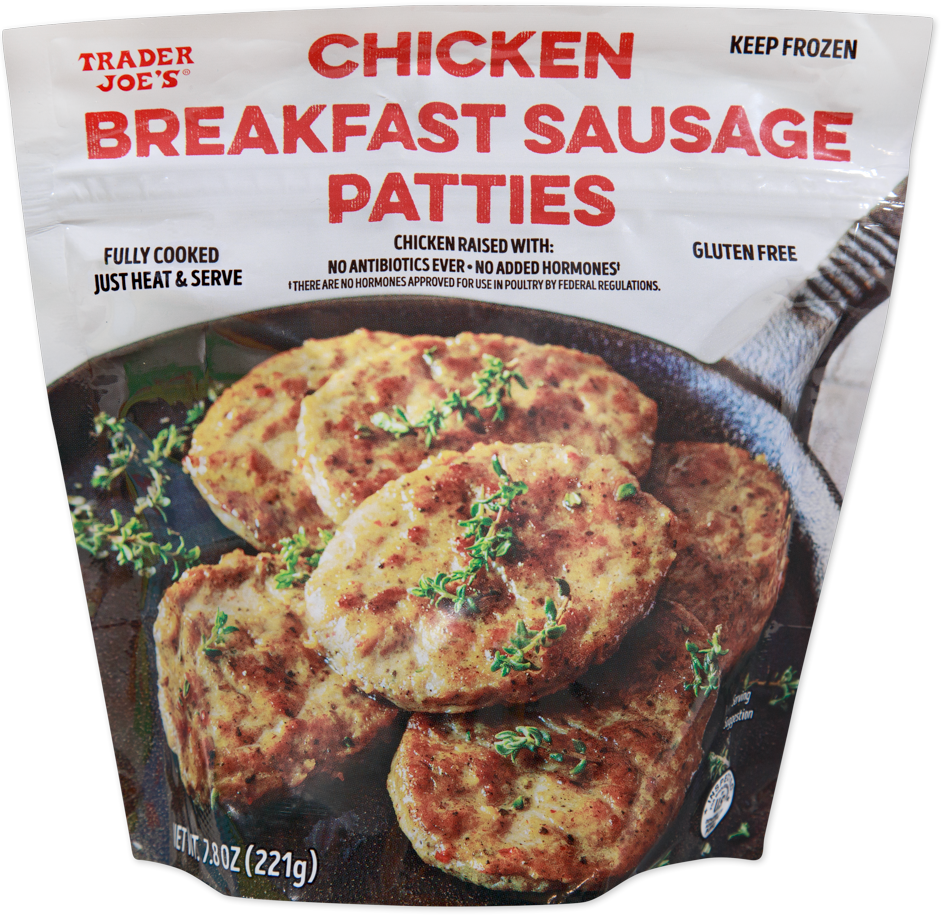 TRADER
JOE'S®
CHICKEN
BREAKFAST SAUSAGE
PATTIES
KEEP FROZEN
FULLY COOKED
JUST HEAT & SERVE
CHICKEN RAISED WITH:
NO ANTIBIOTICS EVER • NO ADDED HORMONES‡
‡THERE ARE NO HORMONES APPROVED FOR USE IN POULTRY BY FEDERAL REGULATIONS.
GLUTEN FREE
Serving
Suggestion
NET WT. 7.8 OZ (221g)